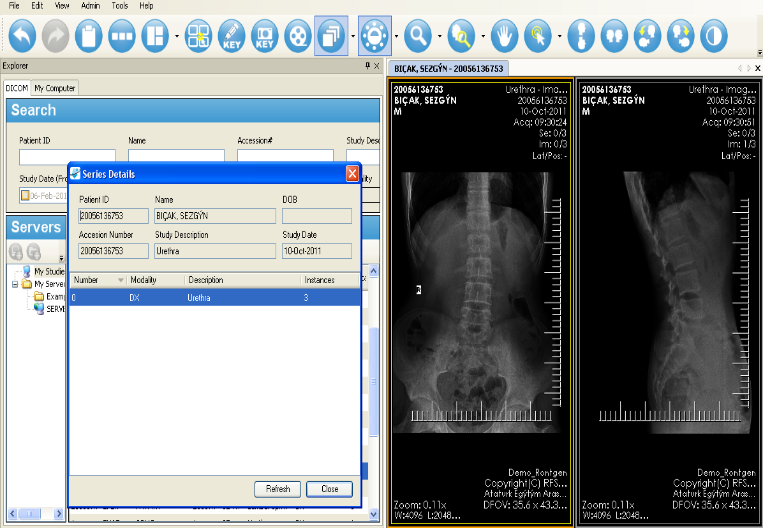 File Edit View Admin Tools Help
KEY KEY
Explorer
DICOM My Computer
Search
Patient ID Name Accession# Study Desc
Study Date (Fro
06-Feb-201
Servers
My Studie
My Server
Examp
SERVE
Series Details
Patient ID Name DOB
20056136753 BIÇAK, SEZGÝN
Accession Number Study Description Study Date
20056136753 Urethra 10-Oct-2011
Number Modality Description Instances
0 DX Urethra 3
Refresh Close
BIÇAK, SEZGÝN - 20056136753
20056136753 Urethra - Imag...
BIÇAK, SEZGÝN 20056136753
M 10-Oct-2011
Acq: 09:30:24
Se: 0/3
Im: 0/3
Lat/Pos: -
Demo_Rontgen
Copyright(C) RFS...
Ataturk Egÿtÿm Aras...
Zoom: 0.11x DFOV: 35.6 x 43.3...
W:4096 L:2048...
20056136753 Urethra - Imag...
BIÇAK, SEZGÝN 20056136753
M 10-Oct-2011
Acq: 09:30:51
Se: 0/3
Im: 1/3
Lat/Pos: -
Demo_Rontgen
Copyright(C) RFS...
Ataturk Egÿtÿm Aras...
Zoom: 0.11x DFOV: 35.6 x 43.3...
W:4096 L:2048...